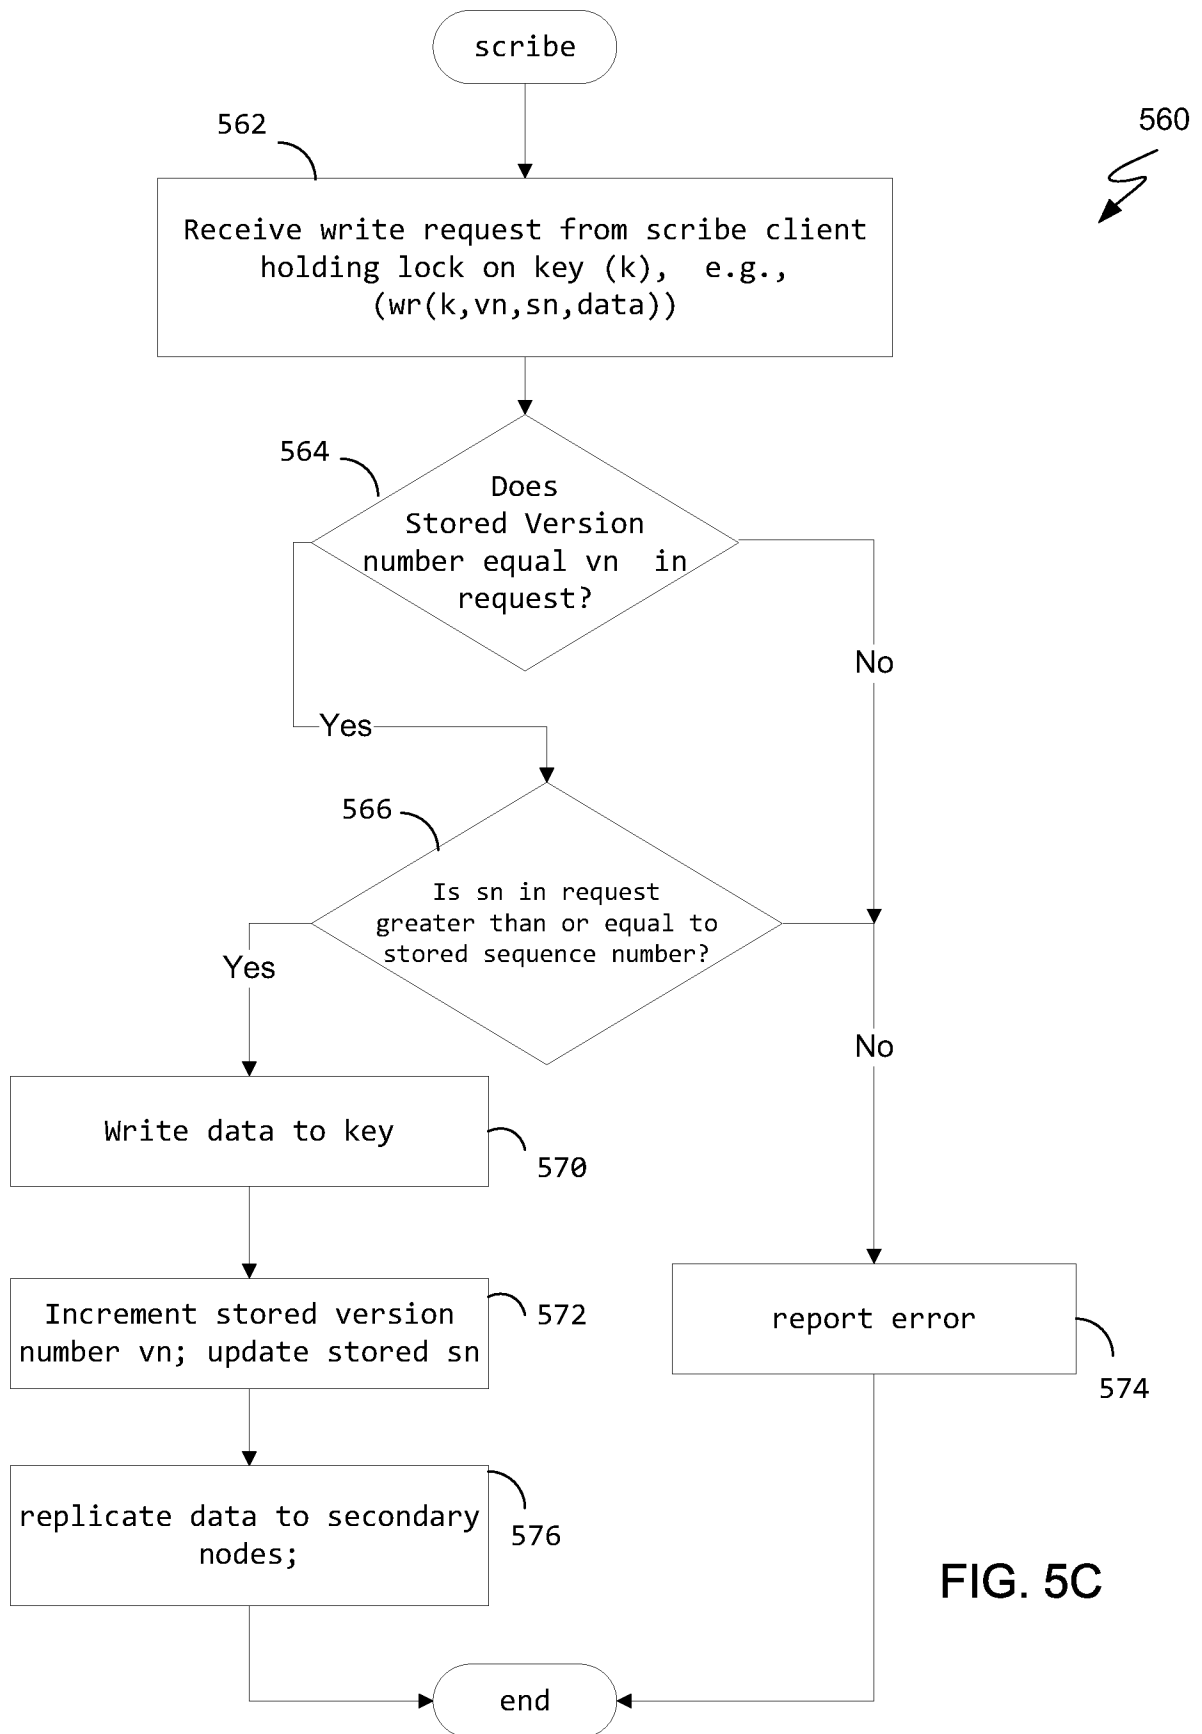 scribe
562
560
Receive write request from scribe client
holding lock on key (k),  e.g.,
(wr(k,vn,sn,data))
564
Does
Stored Version
number equal vn  in
request?
No
Yes
566
Is sn in request
greater than or equal to
stored sequence number?
Yes
No
Write data to key
570
Increment stored version
number vn; update stored sn
572
report error
574
replicate data to secondary
nodes;
576
FIG. 5C
end